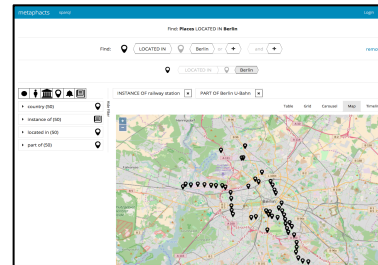 metaphacts sparql Login
Find: Places LOCATED IN Berlin
Find: LOCATED IN Berlin or + and +
LOCATED IN Berlin
INSTANCE OF railway station x PART OF Berlin U-Bahn x
Table Grid Carousel Map
country (50)
instance of (50)
located in (50)
part of (50)
+
-
Berlin